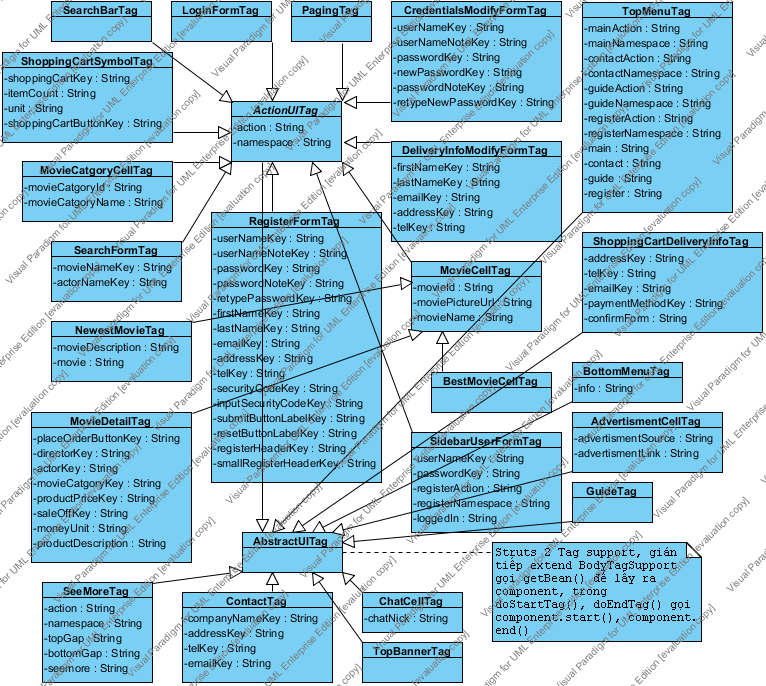 SearchBarTag
LoginFormTag
PagingTag
CredentialsModifyFormTag
-userNameKey : String
-userNameNoteKey : String
-passwordKey : String
-newPasswordKey : String
-passwordNoteKey : String
-retypeNewPasswordKey : String
TopMenuTag
-mainAction : String
-mainNamespace : String
-contactAction : String
-contactNamespace : String
-guideAction : String
-guideNamespace : String
-registerAction : String
-registerNamespace : String
-main : String
-contact : String
-guide : String
-register : String
ShoppingCartSymbolTag
-shoppingCartKey : String
-itemCount : String
-unit : String
-shoppingCartButtonKey : String
ActionUITag
-action : String
-namespace : String
DeliveryInfoModifyFormTag
-firstNameKey : String
-lastNameKey : String
-emailKey : String
-addressKey : String
-telKey : String
MovieCatgoryCellTag
-movieCatgoryId : String
-movieCatgoryName : String
RegisterFormTag
-userNameKey : String
-userNameNoteKey : String
-passwordKey : String
-passwordNoteKey : String
-retypePasswordKey : String
-firstNameKey : String
-lastNameKey : String
-emailKey : String
-addressKey : String
-telKey : String
-securityCodeKey : String
-inputSecurityCodeKey : String
-submitButtonLabelKey : String
-resetButtonLabelKey : String
-registerHeaderKey : String
-smallRegisterHeaderKey : String
SearchFormTag
-movieNameKey : String
-actorNameKey : String
MovieCellTag
-movieId : String
-moviePictureUrl : String
-movieName : String
ShoppingCartDeliveryInfoTag
-addressKey : String
-telKey : String
-emailKey : String
-paymentMethodKey : String
-confirmForm : String
NewestMovieTag
-movieDescription : String
-movie : String
BestMovieCellTag
BottomMenuTag
-info : String
MovieDetailTag
-placeOrderButtonKey : String
-directorKey : String
-actorKey : String
-movieCatgoryKey : String
-productPriceKey : String
-saleOffKey : String
-moneyUnit : String
-productDescription : String
SidebarUserFormTag
-userNameKey : String
-passwordKey : String
-registerAction : String
-registerNamespace : String
-loggedIn : String
AdvertismentCellTag
-advertismentSource : String
-advertismentLink : String
GuideTag
AbstractUITag
Struts 2 Tag support, gián
tiếp extend BodyTagSupport
gọi getBean() để lấy ra
component, trong
doStartTag(), doEndTag() gọi
component.start(), component.
end()
SeeMoreTag
-action : String
-namespace : String
-topGap : String
-bottomGap : String
-seemore : String
ContactTag
-companyNameKey : String
-addressKey : String
-telKey : String
-emailKey : String
ChatCellTag
-chatNick : String
TopBannerTag